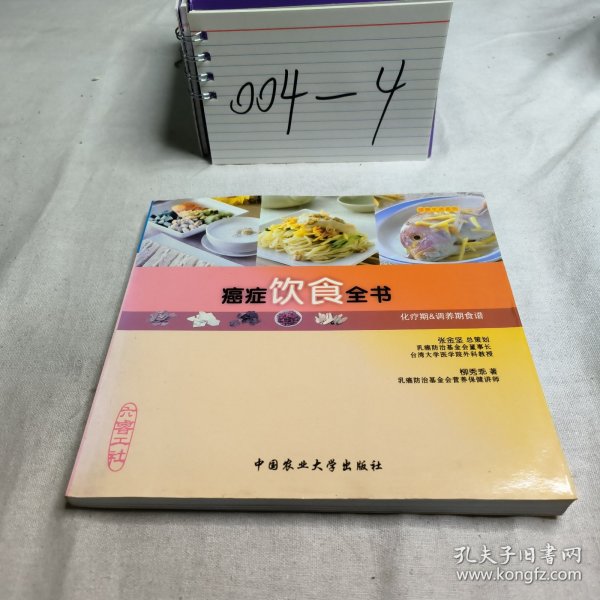 004-4
癌症饮食全书
化疗期&调养期食谱
张金坚 总策划
乳癌防治基金会董事长
台湾大学医学院外科教授
柳秀乖 著
乳癌防治基金会营养保健讲师
六睿工社
中国农业大学出版社
孔夫子旧书网
www.kongfz.com